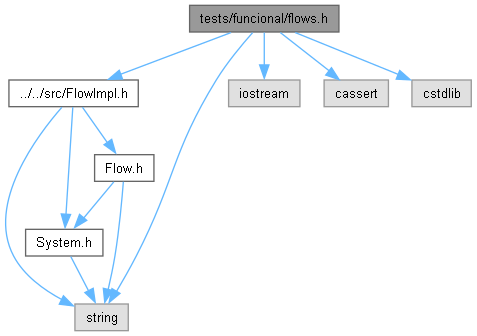 tests/funcional/flows.h
../../src/FlowImpl.h
iostream
cassert
cstdlib
Flow.h
System.h
string